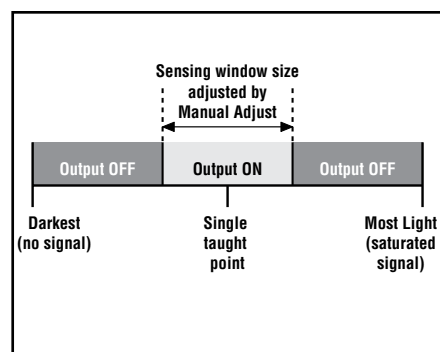 Sensing window size
adjusted by
Manual Adjust
Output OFF
Output ON
Output OFF
Darkest
(no signal)
Single
taught
point
Most Light
(saturated
signal)